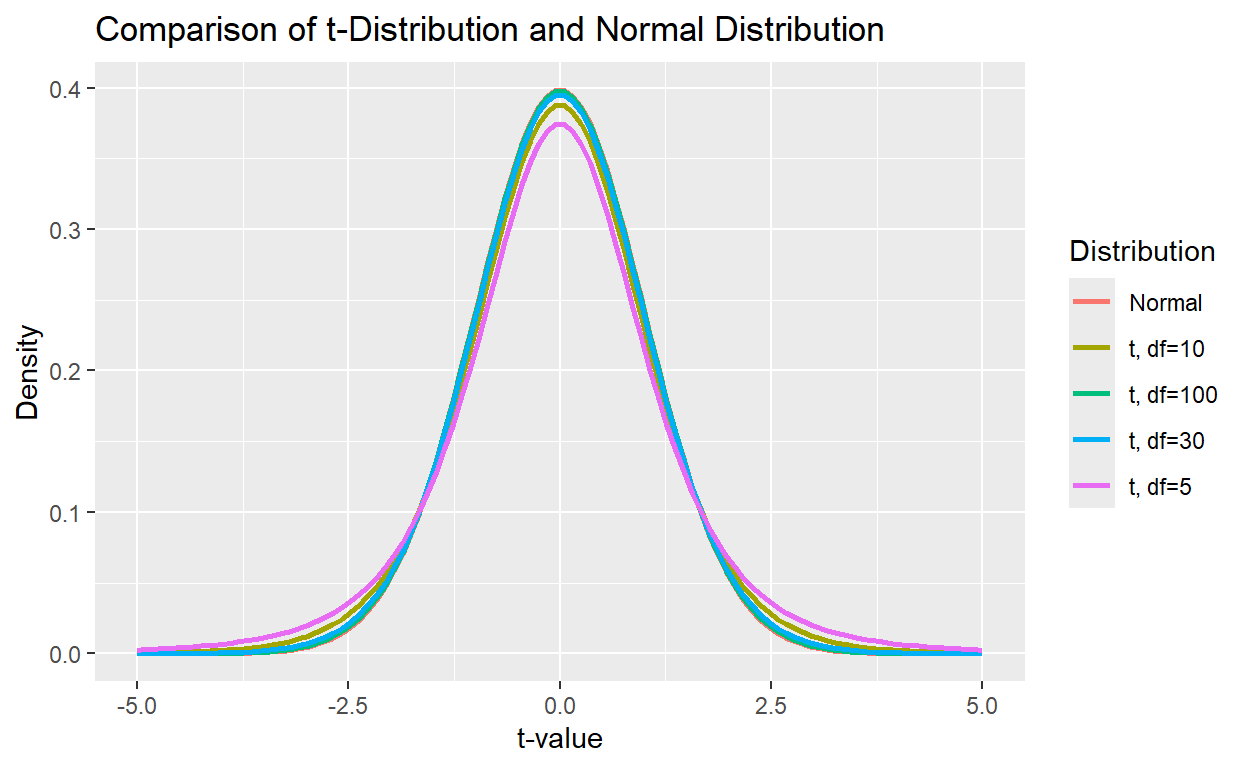 Comparison of t-Distribution and Normal Distribution
0.4
0.3
0.2
0.1
0.0
Density
-5.0
-2.5
0.0
2.5
5.0
t-value
Distribution
Normal
t, df=10
t, df=100
t, df=30
t, df=5